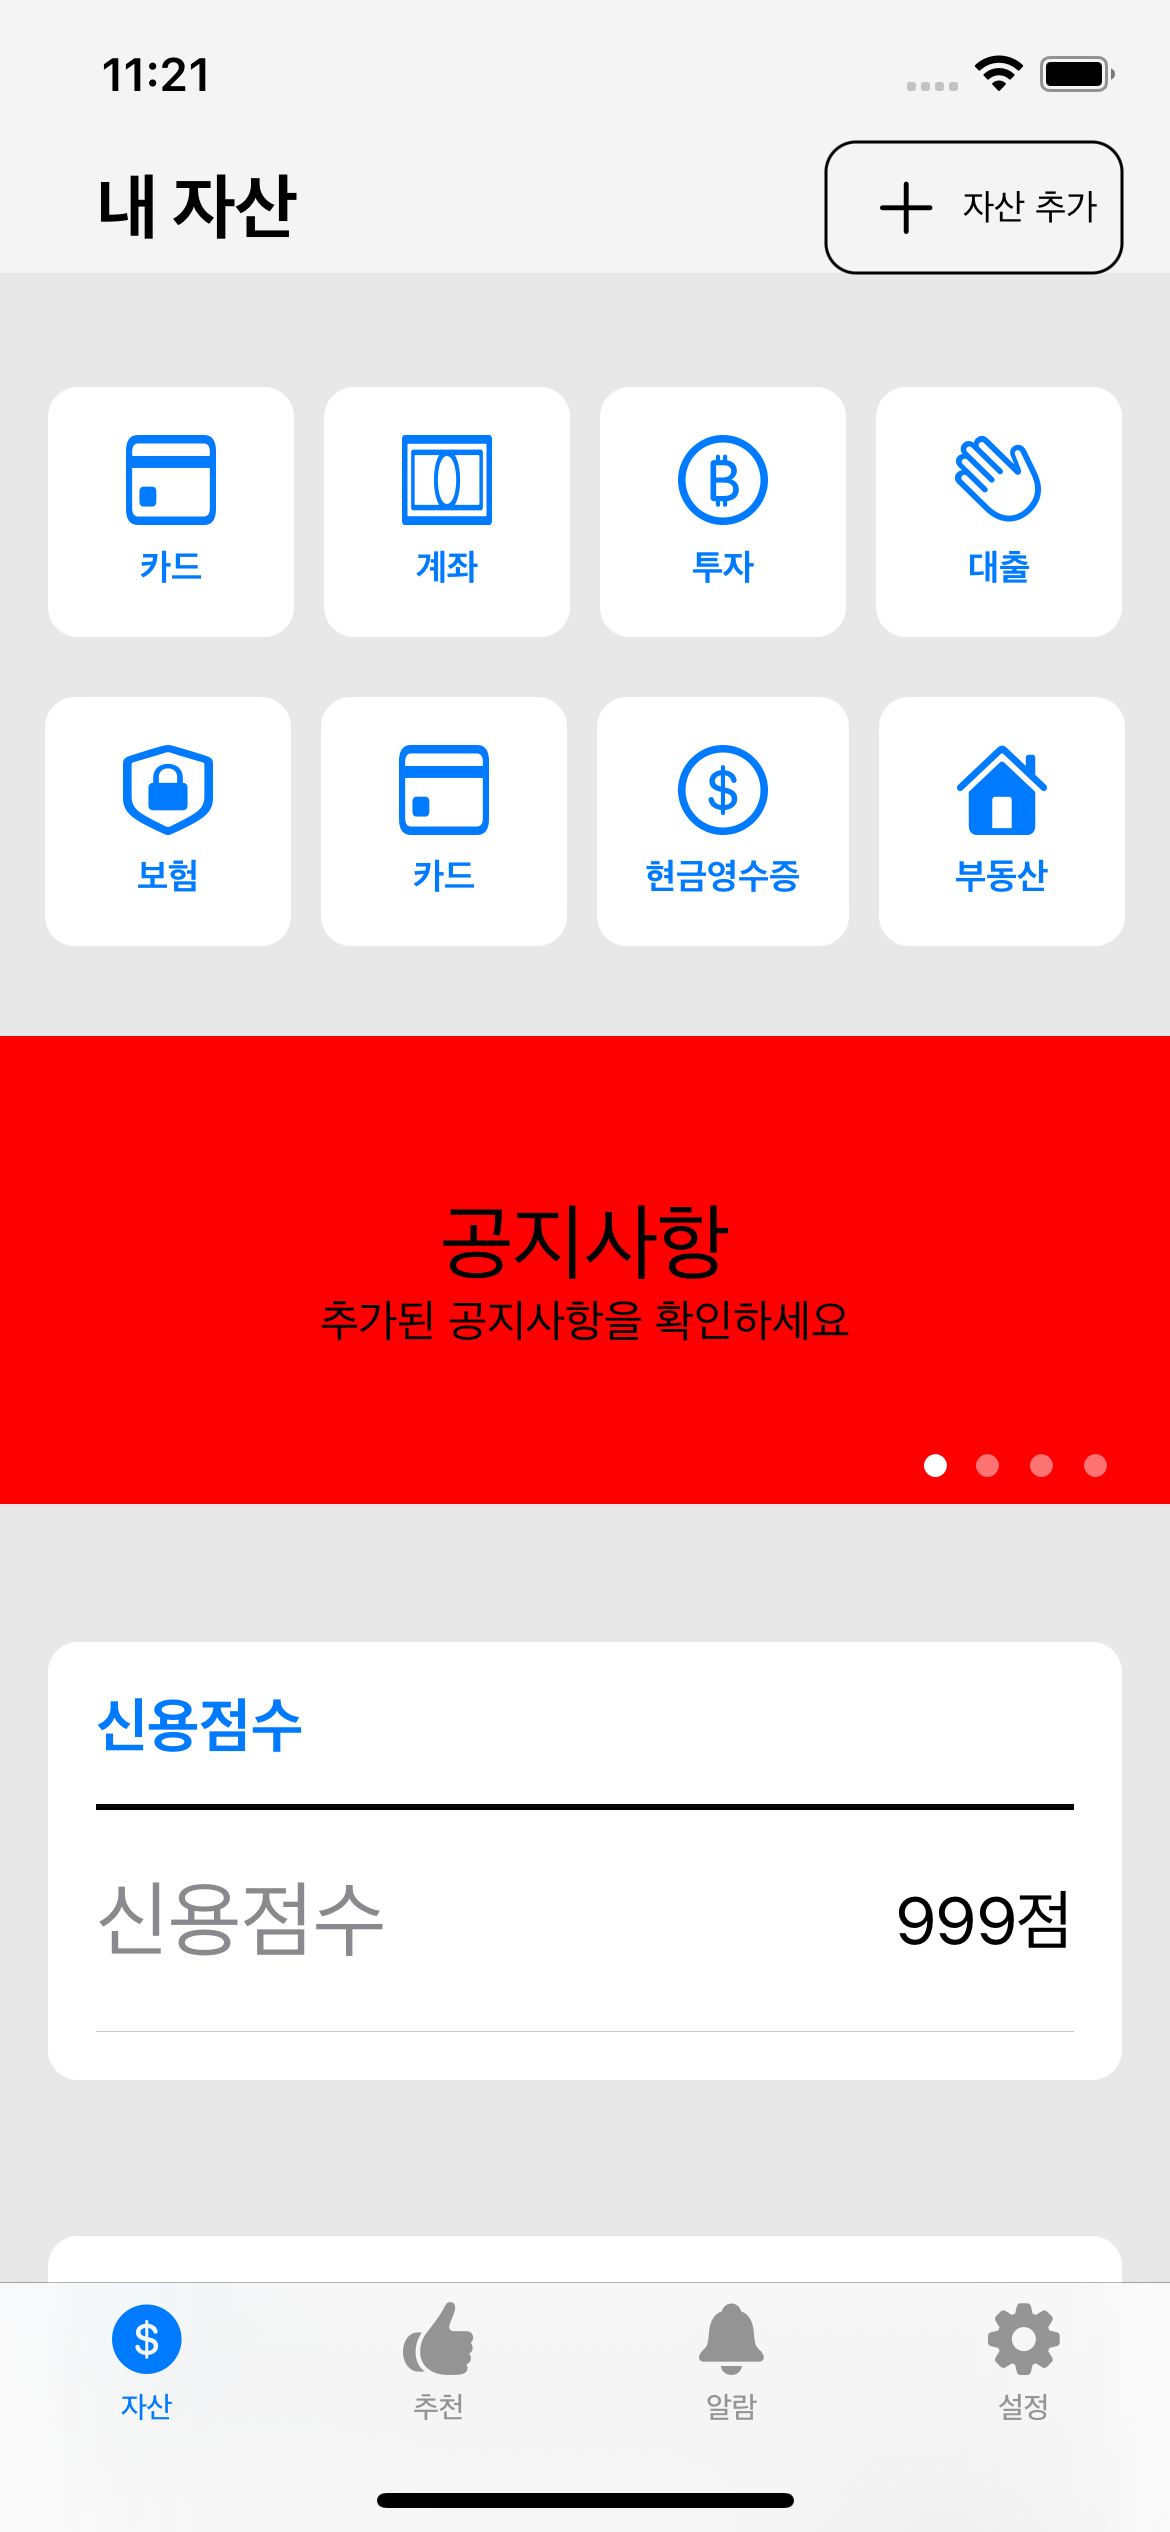 11:21
내 자산
자산 추가
카드
계좌
투자
대출
보험
카드
현금영수증
부동산
공지사항
추가된 공지사항을 확인하세요
신용점수
신용점수
999점
자산
추천
알람
설정